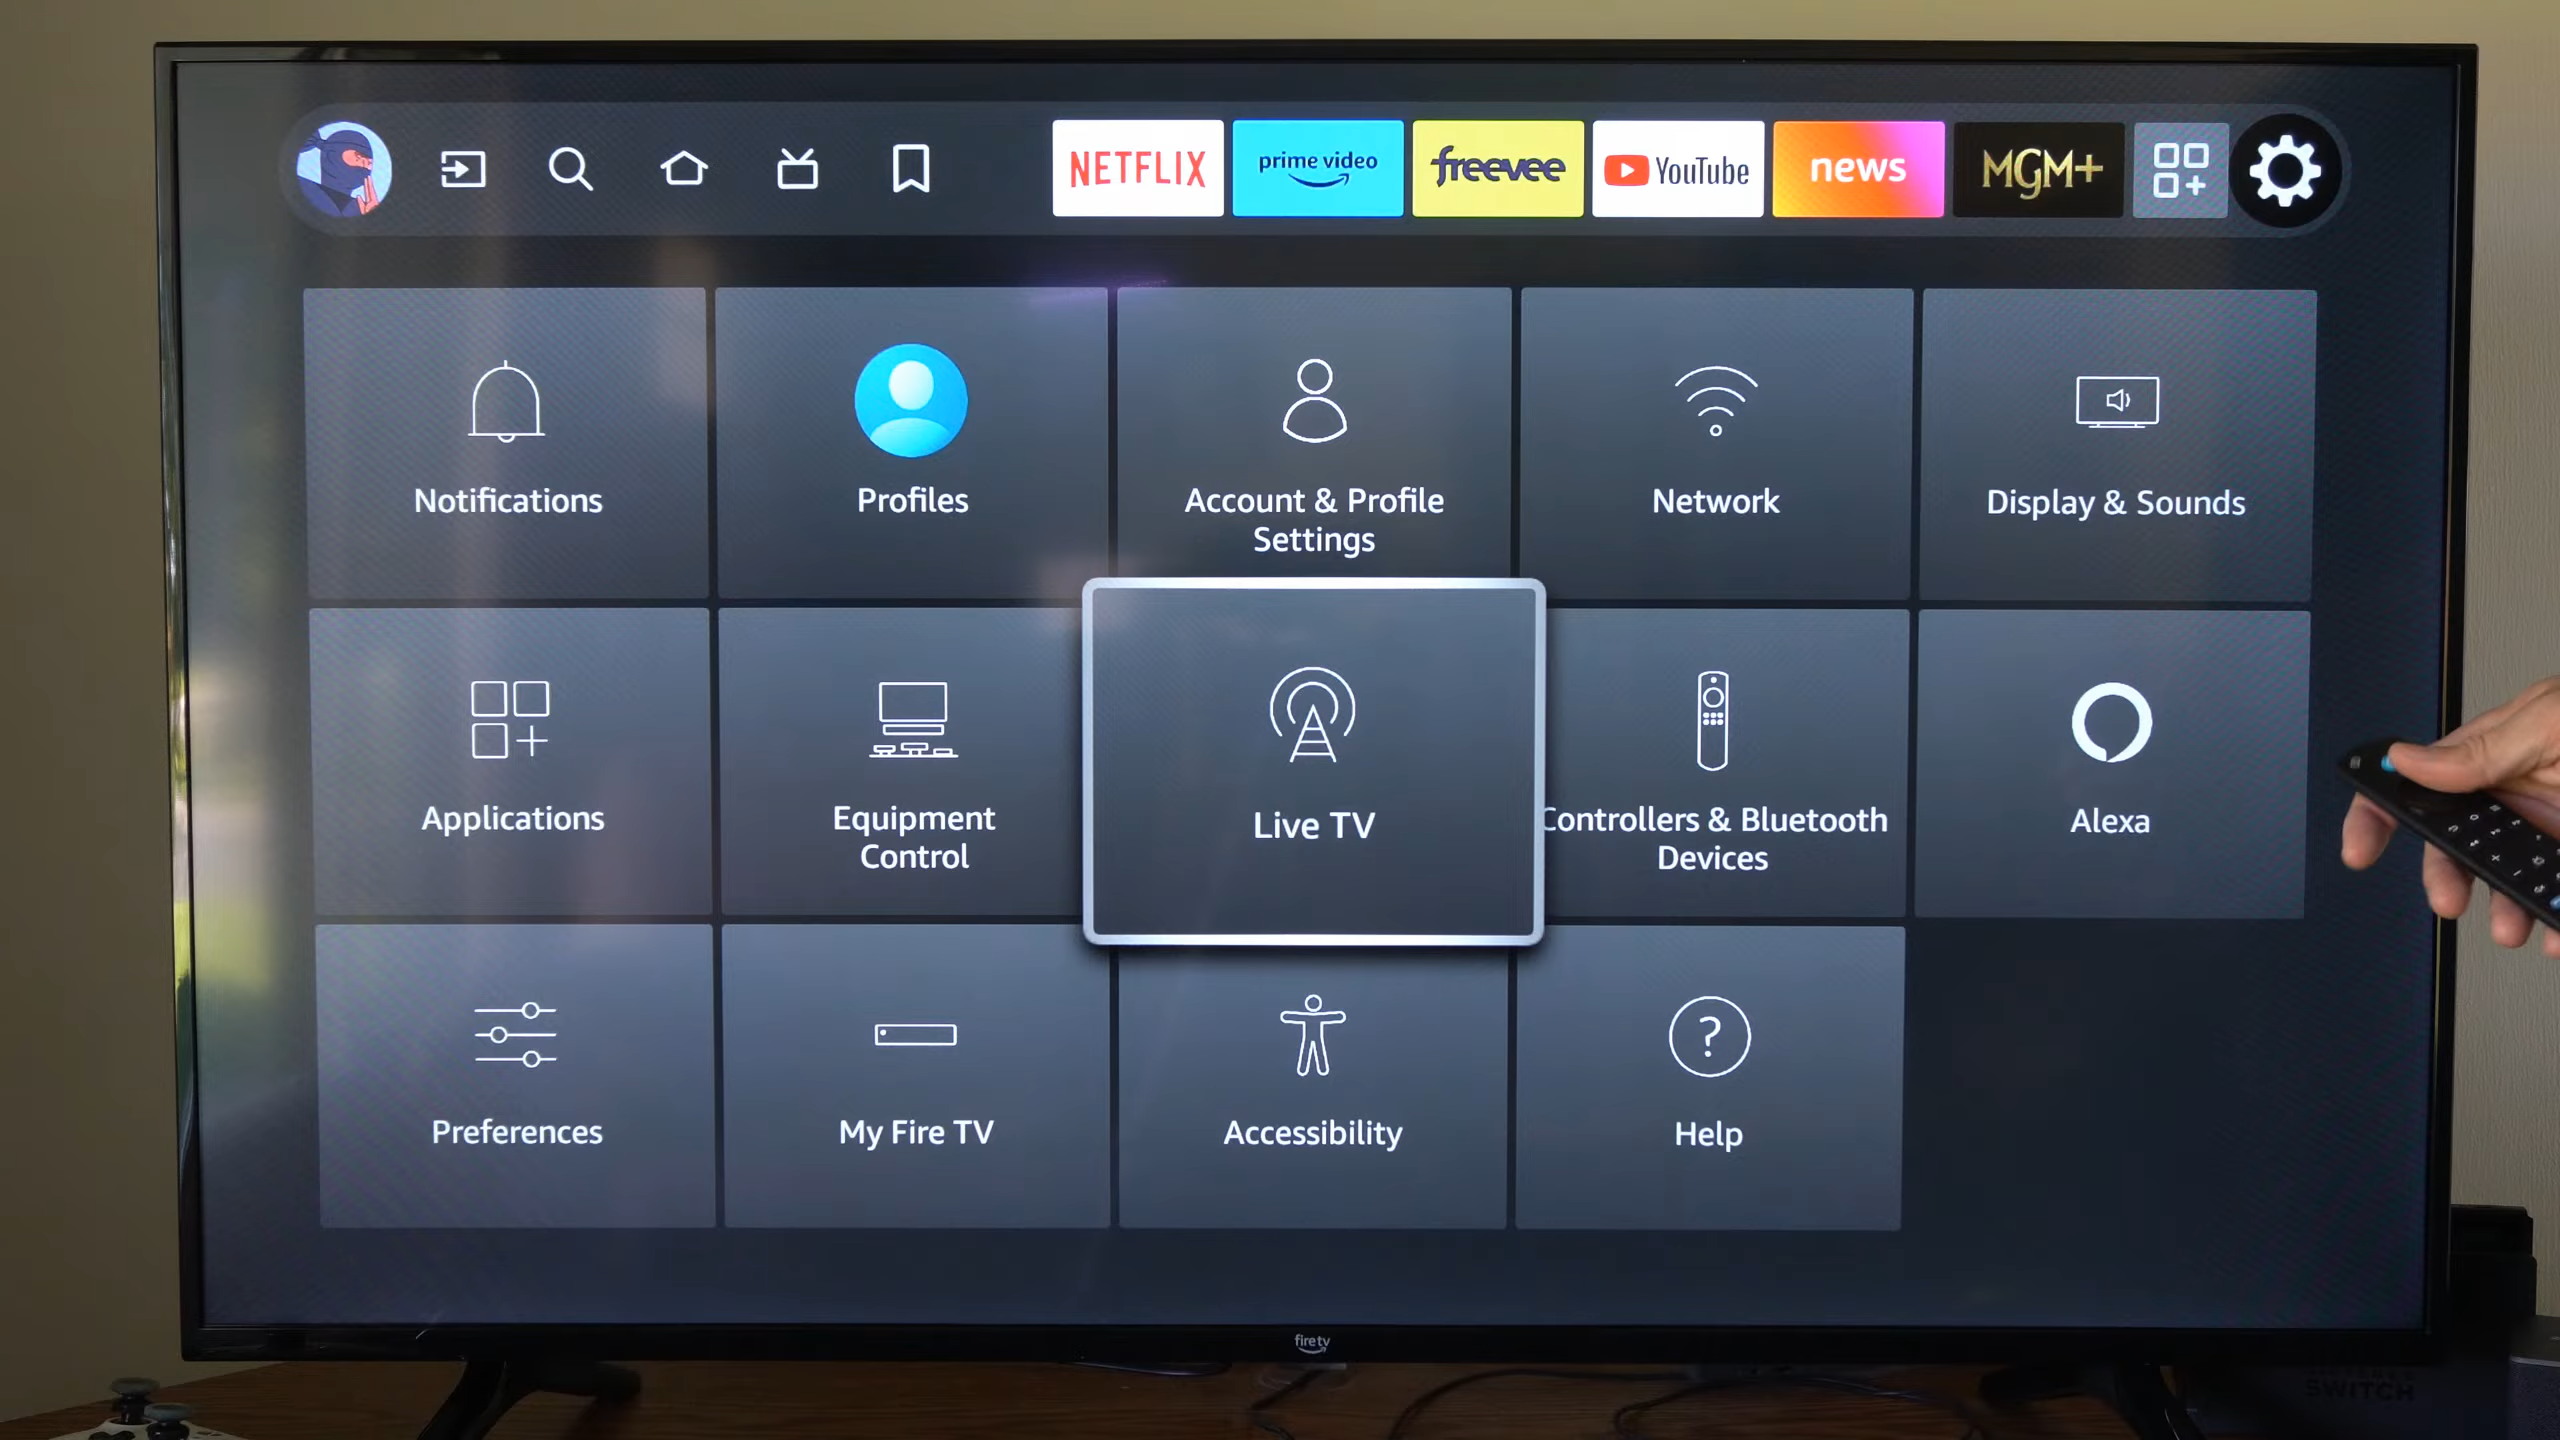 NETFLIX
prime video
freevee
YouTube
news
MGM+
Notifications
Profiles
Account & Profile
Settings
Network
Display & Sounds
Applications
Equipment
Control
Live TV
Controllers & Bluetooth
Devices
Alexa
Preferences
My Fire TV
Accessibility
?
Help
fire tv
SWITCH